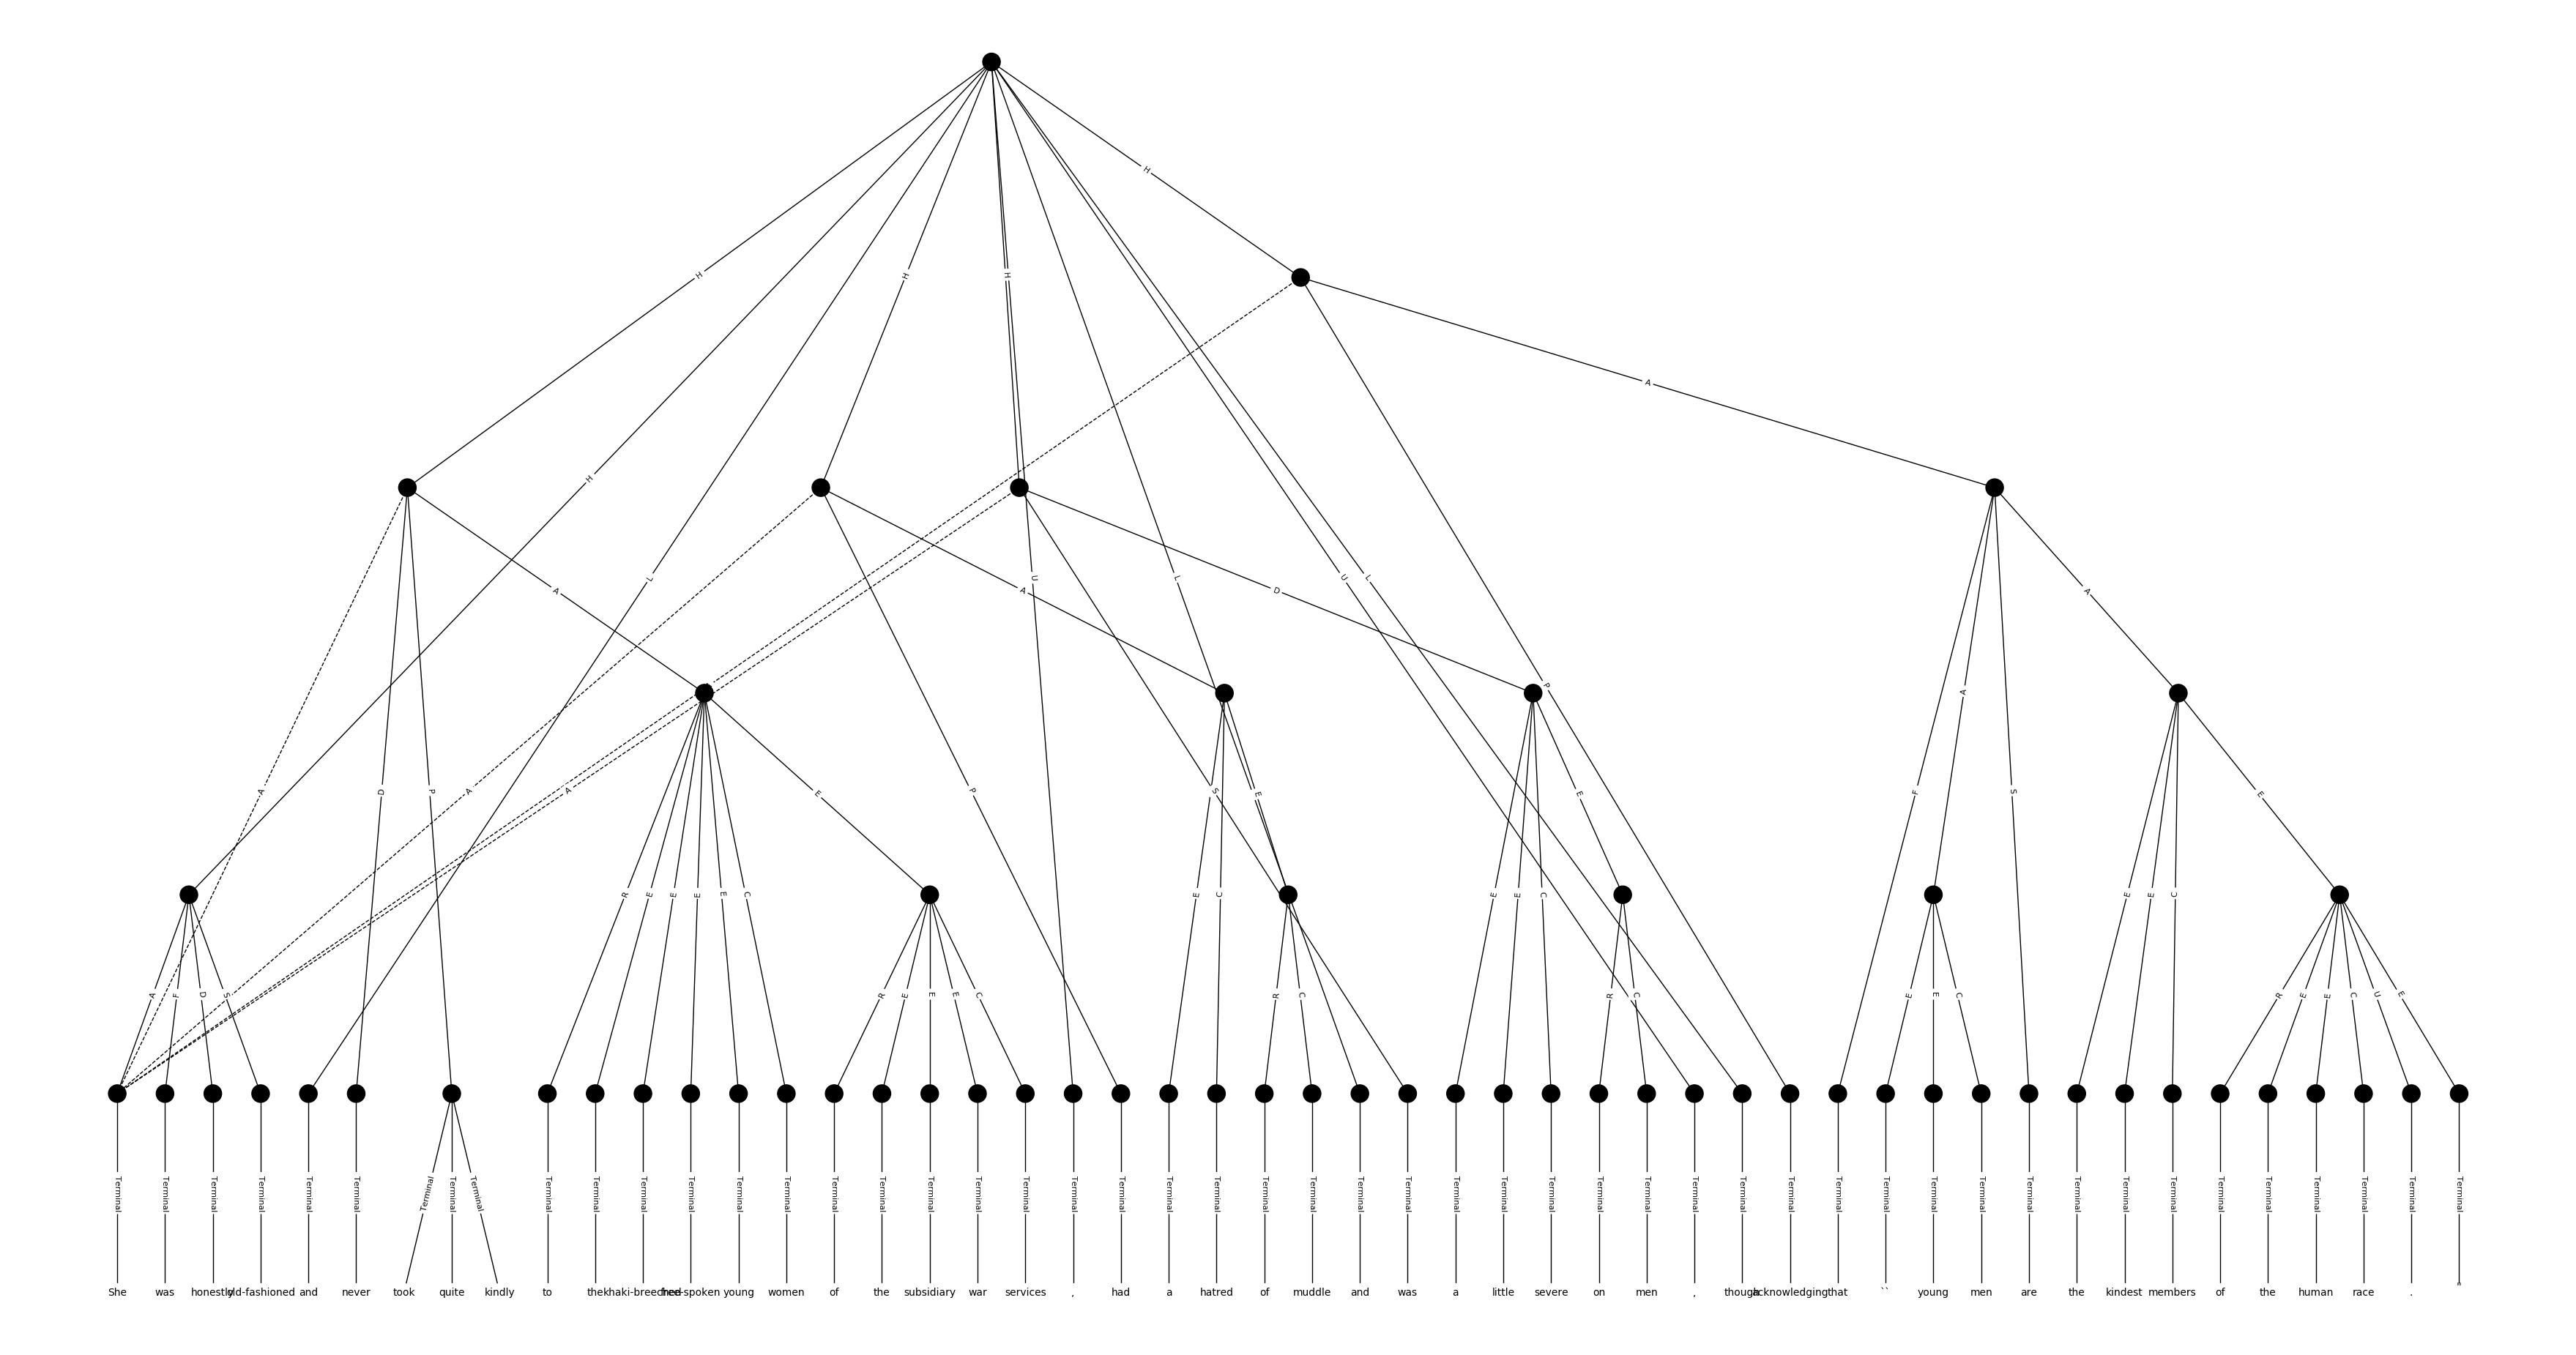 H
H H H
A
H
L U L U L
A A D A
P
A
A D P A A P S E E F S E
R E E E E C E C E E C A E E C
A F D S R E E E C R C R C E E C R E E C U E
Terminal Terminal Terminal Terminal Terminal Terminal Terminal Terminal Terminal Terminal Terminal Terminal Terminal Terminal Terminal Terminal Terminal Terminal Terminal Terminal Terminal Terminal Terminal Terminal Terminal Terminal Terminal Terminal Terminal Terminal Terminal Terminal Terminal Terminal Terminal Terminal Terminal Terminal Terminal Terminal Terminal Terminal Terminal Terminal Terminal Terminal Terminal Terminal Terminal Terminal
She was honestly old-fashioned and never took quite kindly to the khaki-breeched free-spoken young women of the subsidiary war services , had a hatred of muddle and was a little severe on men , though acknowledging that `` young men are the kindest members of the human race . "